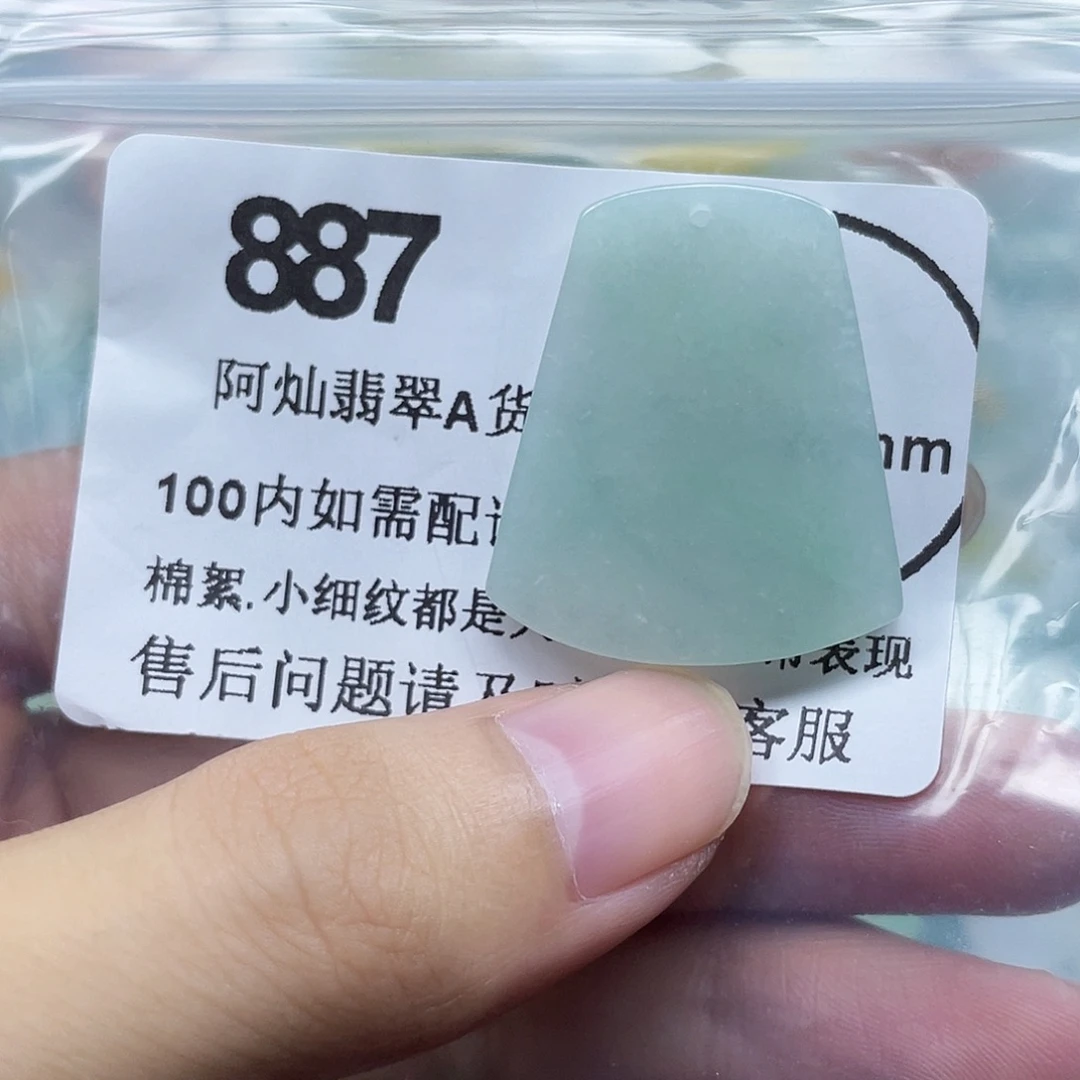 887
阿灿翡翠A货
mm
100内如需配
棉絮.小细纹都是
表现
售后问题请及
客服